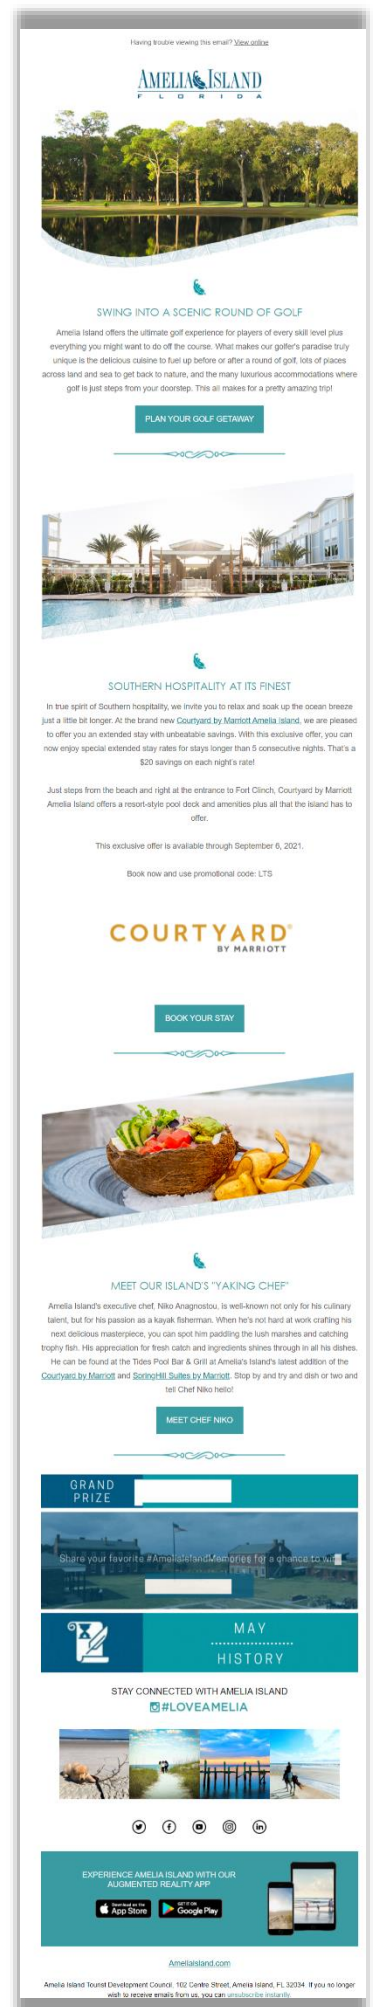 Having trouble viewing this email? View online
AMELIA ISLAND
FLORIDA
SWING INTO A SCENIC ROUND OF GOLF
Amelia Island offers the ultimate golf experience for players of every skill level plus
everything you might want to do off the course. What makes our golfer's paradise truly
unique is the delicious cuisine to fuel up before or after a round of golf, lots of places
across land and sea to get back to nature, and the many luxurious accommodations where
golf is just steps from your doorstep. This all makes for a pretty amazing trip!
PLAN YOUR GOLF GETAWAY
SOUTHERN HOSPITALITY AT ITS FINEST
In true spirit of Southern hospitality, we invite you to relax and soak up the ocean breeze
just a little bit longer. At the brand new Courtyard by Marriott Amelia Island, we are pleased
to offer you an extended stay with unbeatable savings. With this exclusive offer, you can
now enjoy special extended stay rates for stays longer than 5 consecutive nights. That's a
$20 savings on each night's rate!
Just steps from the beach and right at the entrance to Fort Clinch, Courtyard by Marriott
Amelia Island offers a resort-style pool deck and amenities plus all that the island has to
offer.
This exclusive offer is available through September 6, 2021.
Book now and use promotional code: LTS
COURTYARD®
BY MARRIOTT
BOOK YOUR STAY
MEET OUR ISLAND'S "YAKING CHEF"
Amelia Island's executive chef, Niko Anagnostou, is well-known not only for his culinary
talent, but for his passion as a kayak fisherman. When he's not hard at work crafting his
next delicious masterpiece, you can spot him paddling the lush marshes and catching
trophy fish. His appreciation for fresh catch and ingredients shines through in all his dishes.
He can be found at the Tides Pool Bar & Grill at Amelia's Island's latest addition of the
Courtyard by Marriott and SpringHill Suites by Marriott. Stop by and try and dish or two and
tell Chef Niko hello!
MEET CHEF NIKO
GRAND
PRIZE
Share your favorite #AmeliaIslandMemories for a chance to
MAY
HISTORY
STAY CONNECTED WITH AMELIA ISLAND
#LOVEAMELIA
EXPERIENCE AMELIA ISLAND WITH OUR
AUGMENTED REALITY APP
Download on the
App Store
GET IT ON
Google Play
AmeliaIsland.com
Amelia Island Tourist Development Council, 102 Centre Street, Amelia Island, FL 32034 If you no longer
wish to receive emails from us, you can unsubscribe instantly.